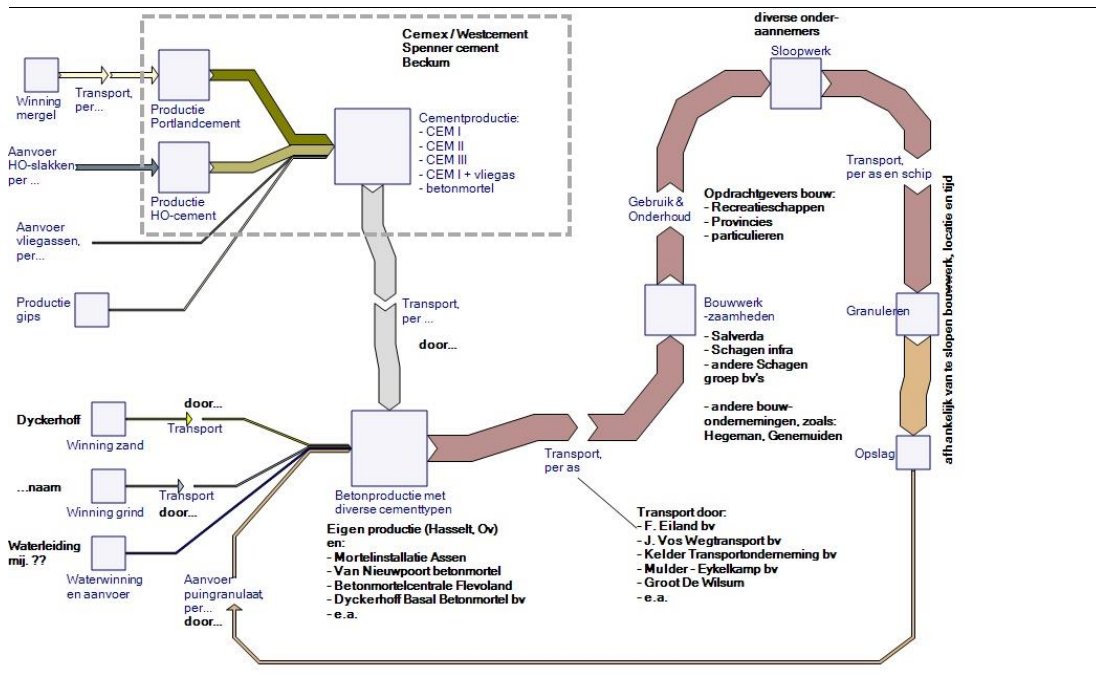 Cemex / Westcement
Spenner cement
Beckum
diverse onder-
aannemers
Sloopwerk
Winning
mergel
Transport,
per...
Productie
Portlandcement
Cementproductie:
- CEM I
- CEM II
- CEM III
- CEM I + vliegas
- betonmortel
Aanvoer
HO-slakken
per ...
Productie
HO-cement
Aanvoer
vliegassen,
per...
Productie
gips
Transport,
per ...
door...
Gebruik &
Onderhoud
Opdrachtgevers bouw:
- Recreatieschappen
- Provincies
- particulieren
Transport,
per as en schip
afhankelijk van te slopen bouwwerk, locatie en tijd
Bouwwerk
-zaamheden
- Salverda
- Schagen infra
- andere Schagen
groep bv's
- andere bouw-
ondernemingen, zoals:
Hegeman, Genemuiden
Granuleren
Opslag
Dyckerhoff
Winning zand
door...
Transport
...naam
Winning grind
Transport
door...
Waterleiding
mij. ??
Waterwinning
en aanvoer
Aanvoer
puingranulaat,
per...
door...
Betonproductie met
diverse cementtypen
Eigen productie (Hasselt, Ov)
en:
- Mortelinstallatie Assen
- Van Nieuwpoort betonmortel
- Betonmortelcentrale Flevoland
- Dyckerhoff Basal Betonmortel bv
- e.a.
Transport,
per as
Transport door:
- F. Eiland bv
- J. Vos Wegtransport bv
- Kelder Transportonderneming bv
- Mulder - Eykelkamp bv
- Groot De Wilsum
- e.a.